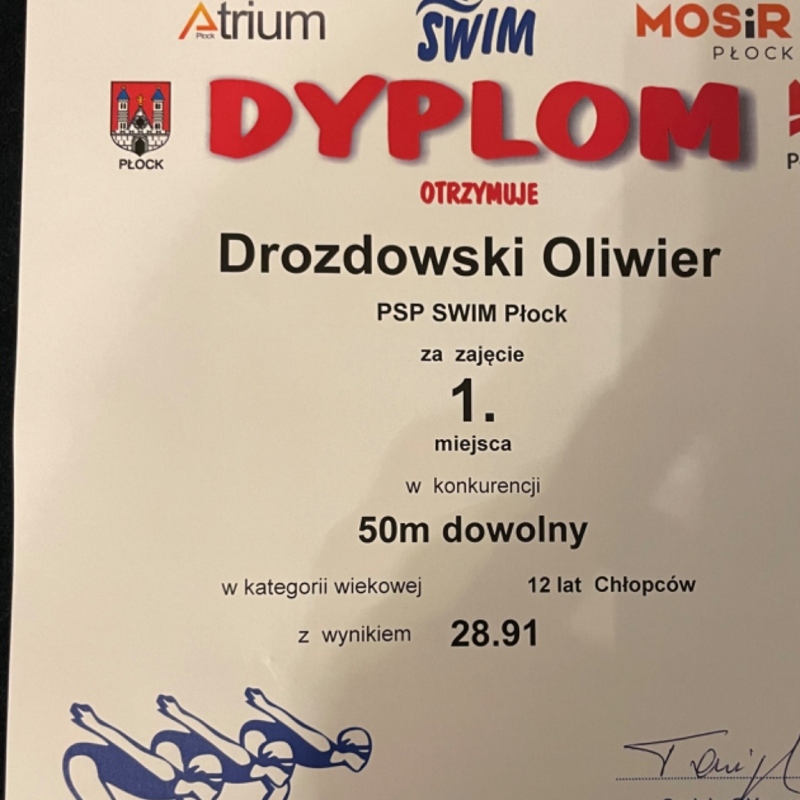 Atrium
Płock
SWIM
MOSiR
PŁOCK
DYPLOM
PŁOCK
OTRZYMUJE
Drozdowski Oliwier
PSP SWIM Płock
za zajęcie
1.
miejsca
w konkurencji
50m dowolny
w kategorii wiekowej 12 lat Chłopców
z wynikiem 28.91